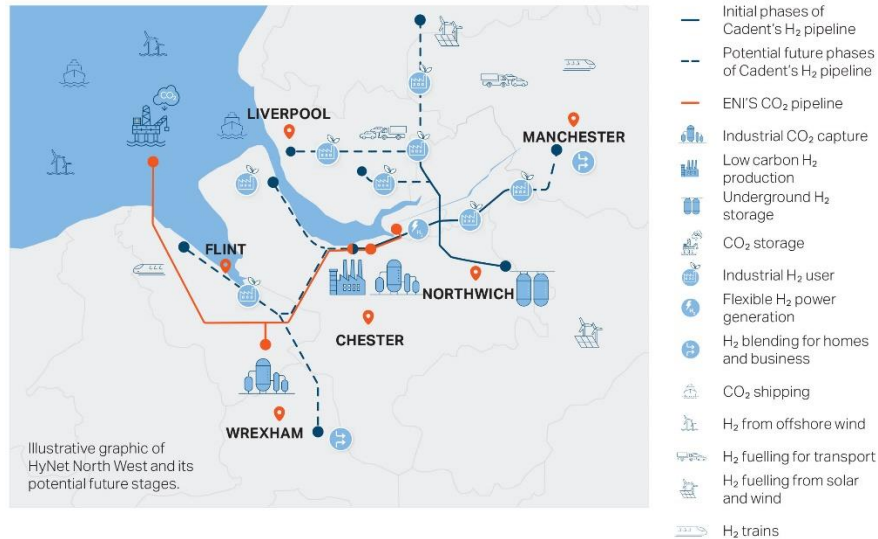 LIVERPOOL
MANCHESTER
FLINT
NORTHWICH
CHESTER
WREXHAM
CO₂
H₂
Illustrative graphic of
HyNet North West and its
potential future stages.
Initial phases of
Cadent's H₂ pipeline
Potential future phases
of Cadent's H₂ pipeline
ENI'S CO₂ pipeline
Industrial CO₂ capture
Low carbon H₂
production
Underground H₂
storage
CO₂ storage
Industrial H₂ user
Flexible H₂ power
generation
H₂ blending for homes
and business
CO₂ shipping
H₂ from offshore wind
H₂ fuelling for transport
H₂ fuelling from solar
and wind
H₂ trains